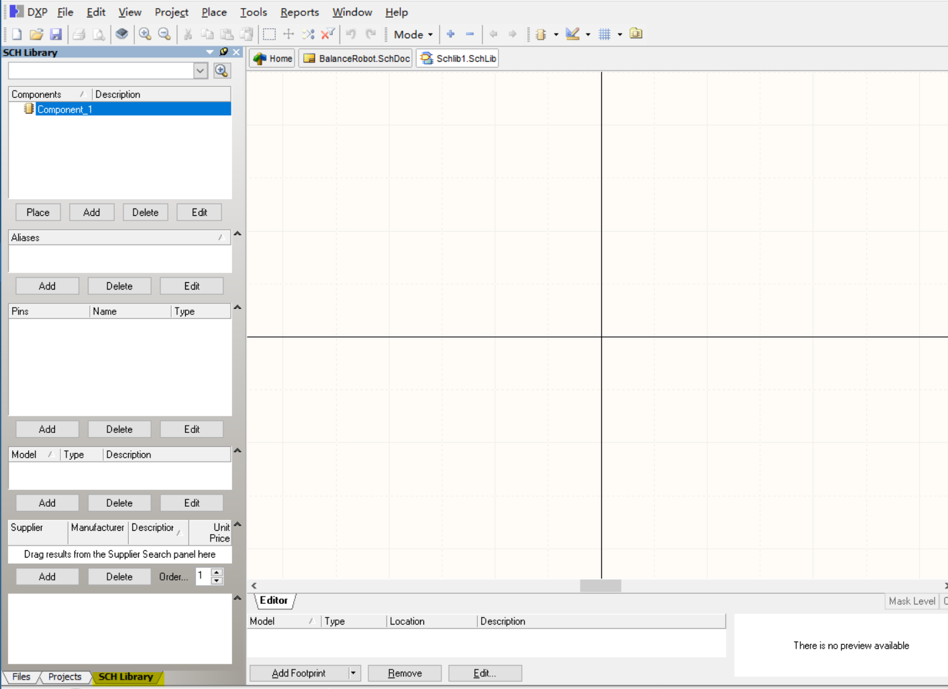 DXP File Edit View Project Place Tools Reports Window Help
Mode
SCH Library
Home BalanceRobot.SchDoc Schlib1.SchLib
Components / Description
Component_1
Place Add Delete Edit
Aliases /
Add Delete Edit
Pins Name Type
Add Delete Edit
Model / Type Description
Add Delete Edit
Supplier Manufacturer Description / Unit Price
Drag results from the Supplier Search panel here
Add Delete Order... 1
Editor
Mask Level
Model / Type Location Description
There is no preview available
Add Footprint Remove Edit...
Files Projects SCH Library